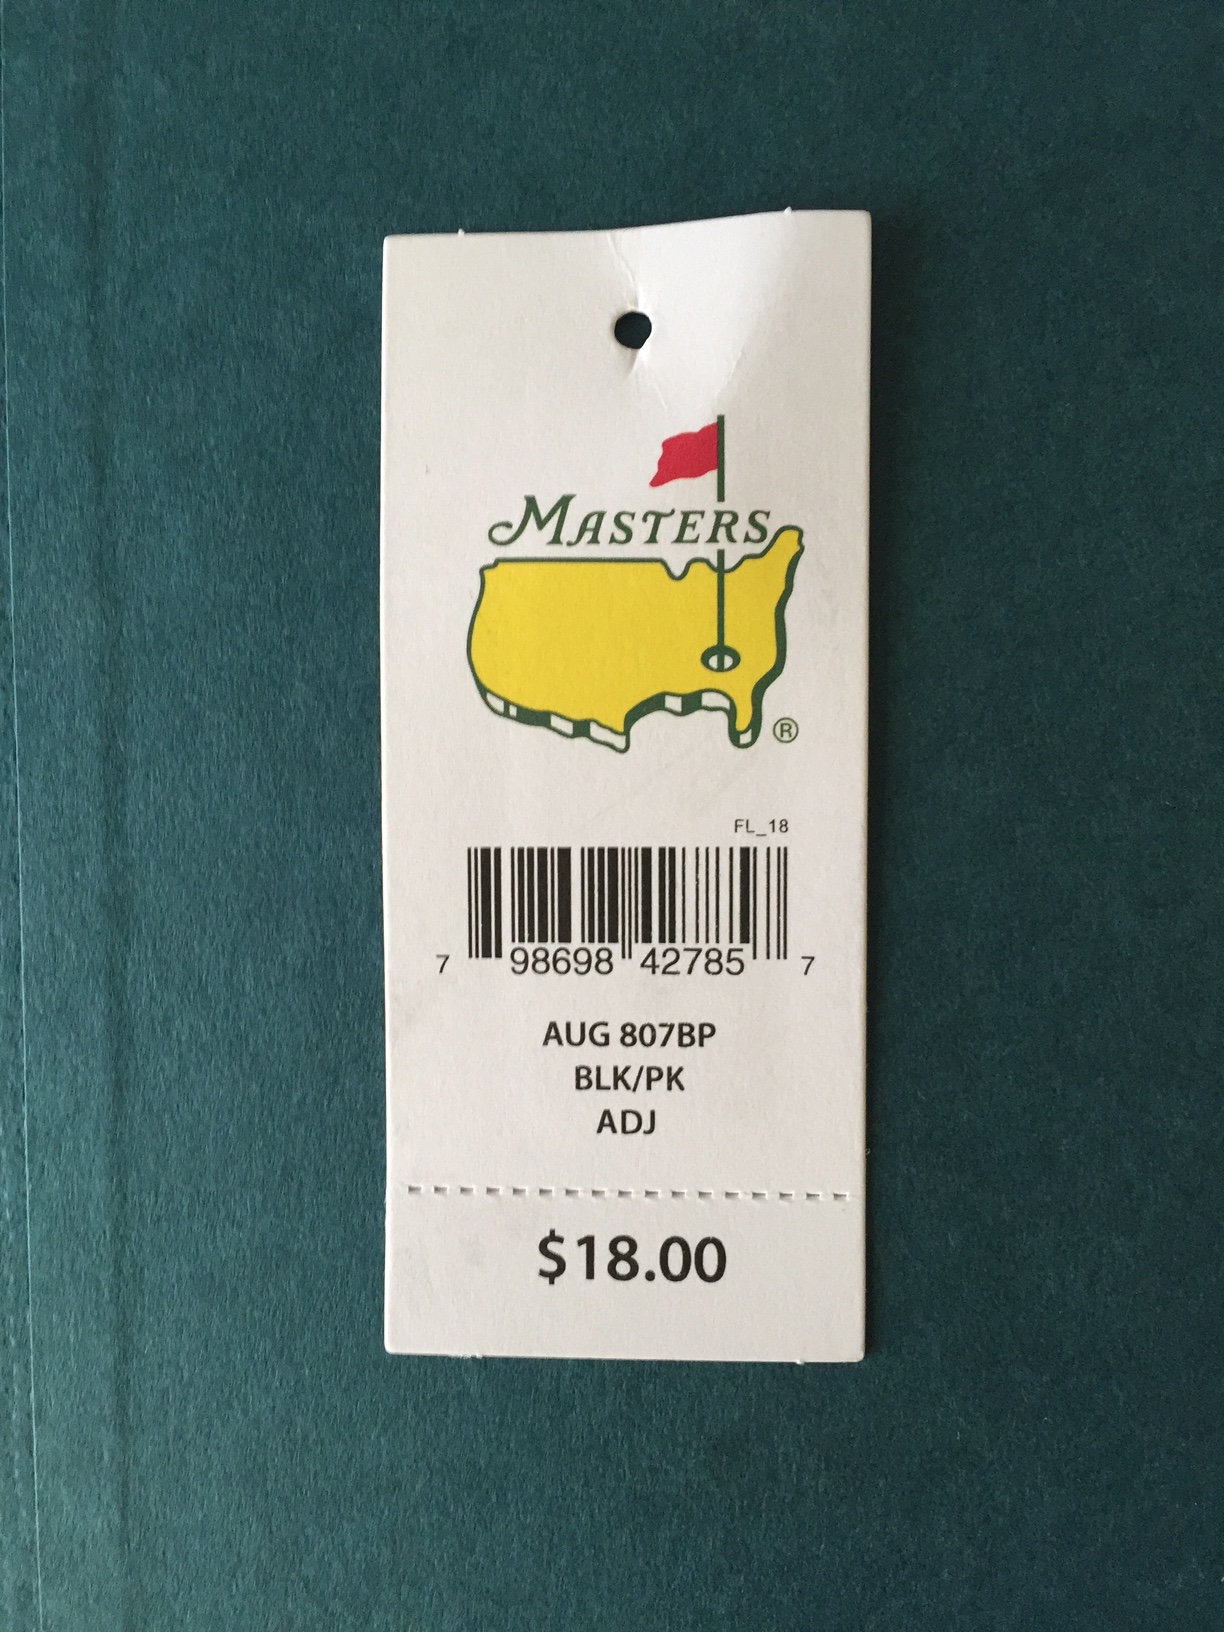 MASTERS
®
FL_18
7 98698 42785 7
AUG 807BP
BLK/PK
ADJ
$18.00